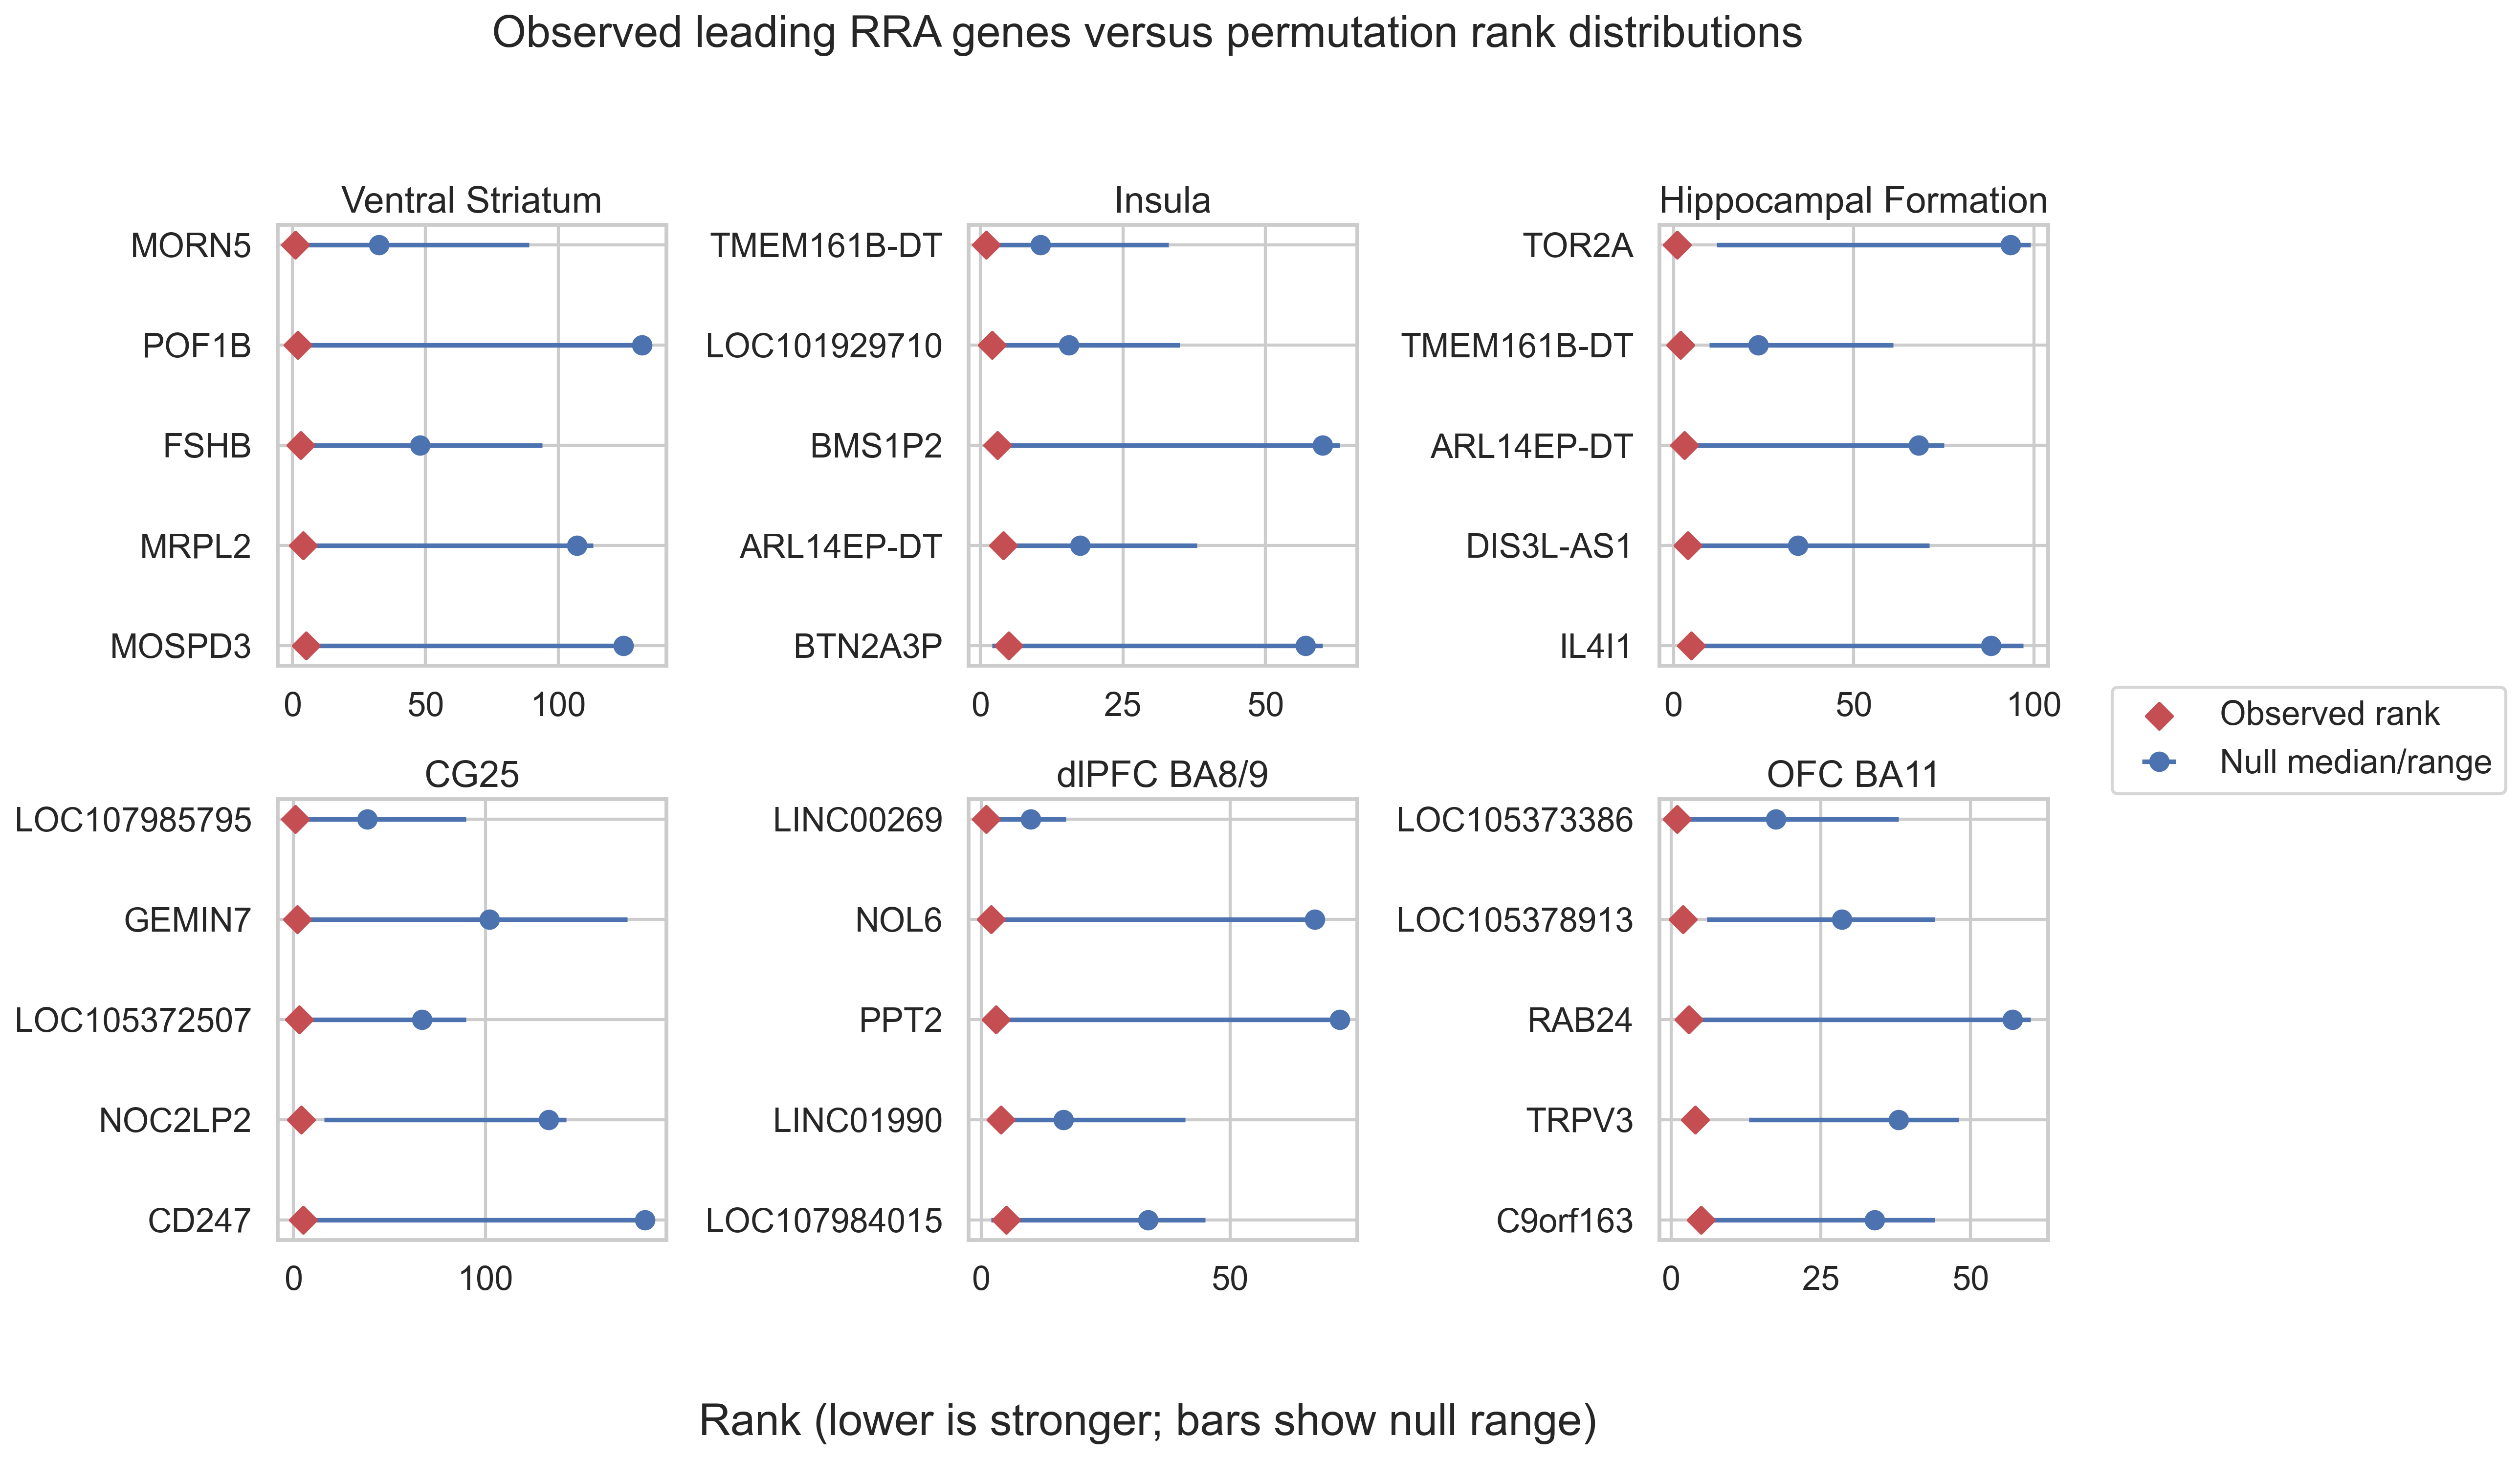 Observed leading RRA genes versus permutation rank distributions
Ventral Striatum
MORN5
POF1B
FSHB
MRPL2
MOSPD3
0 50 100
Insula
TMEM161B-DT
LOC101929710
BMS1P2
ARL14EP-DT
BTN2A3P
0 25 50
Hippocampal Formation
TOR2A
TMEM161B-DT
ARL14EP-DT
DIS3L-AS1
IL4I1
0 50 100
Observed rank
Null median/range
CG25
LOC107985795
GEMIN7
LOC105372507
NOC2LP2
CD247
0 100
dlPFC BA8/9
LINC00269
NOL6
PPT2
LINC01990
LOC107984015
0 50
OFC BA11
LOC105373386
LOC105378913
RAB24
TRPV3
C9orf163
0 25 50
Rank (lower is stronger; bars show null range)